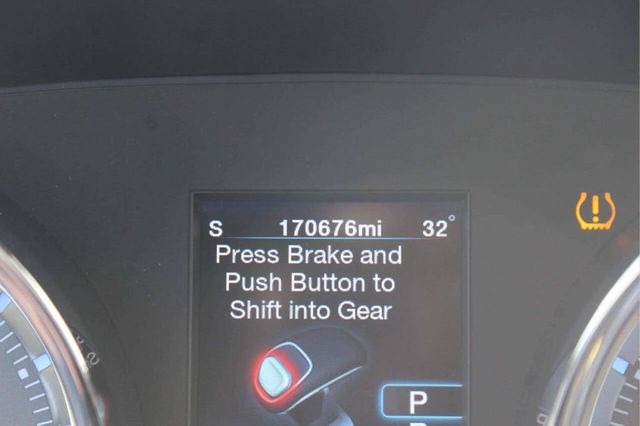 S 170676mi 32°
Press Brake and
Push Button to
Shift into Gear
P